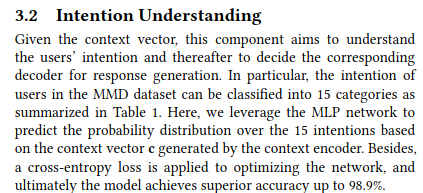 3.2 Intention Understanding
Given the context vector, this component aims to understand
the users' intention and thereafter to decide the corresponding
decoder for response generation. In particular, the intention of
users in the MMD dataset can be classified into 15 categories as
summarized in Table 1. Here, we leverage the MLP network to
predict the probability distribution over the 15 intentions based
on the context vector c generated by the context encoder. Besides,
a cross-entropy loss is applied to optimizing the network, and
ultimately the model achieves superior accuracy up to 98.9%.